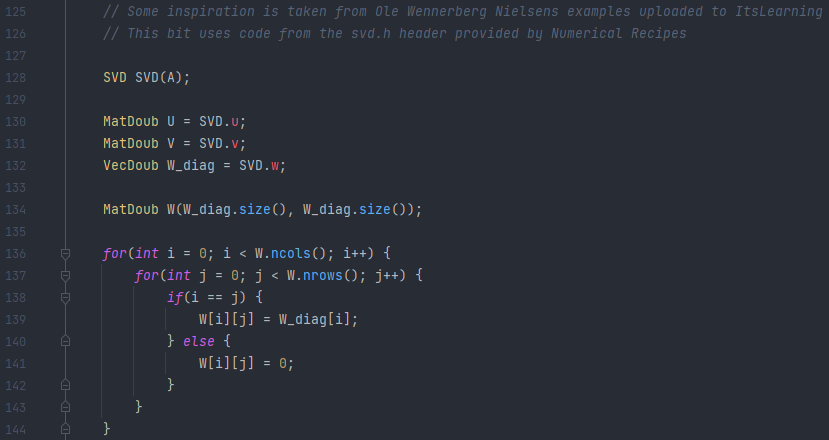 125 // Some inspiration is taken from Ole Wennerberg Nielsens examples uploaded to ItsLearning
126 // This bit uses code from the svd.h header provided by Numerical Recipes
127
128 SVD SVD(A);
129
130 MatDoub U = SVD.u;
131 MatDoub V = SVD.v;
132 VecDoub W_diag = SVD.w;
133
134 MatDoub W(W_diag.size(), W_diag.size());
135
136 for(int i = 0; i < W.ncols(); i++) {
137     for(int j = 0; j < W.nrows(); j++) {
138         if(i == j) {
139             W[i][j] = W_diag[i];
140         } else {
141             W[i][j] = 0;
142         }
143     }
144 }